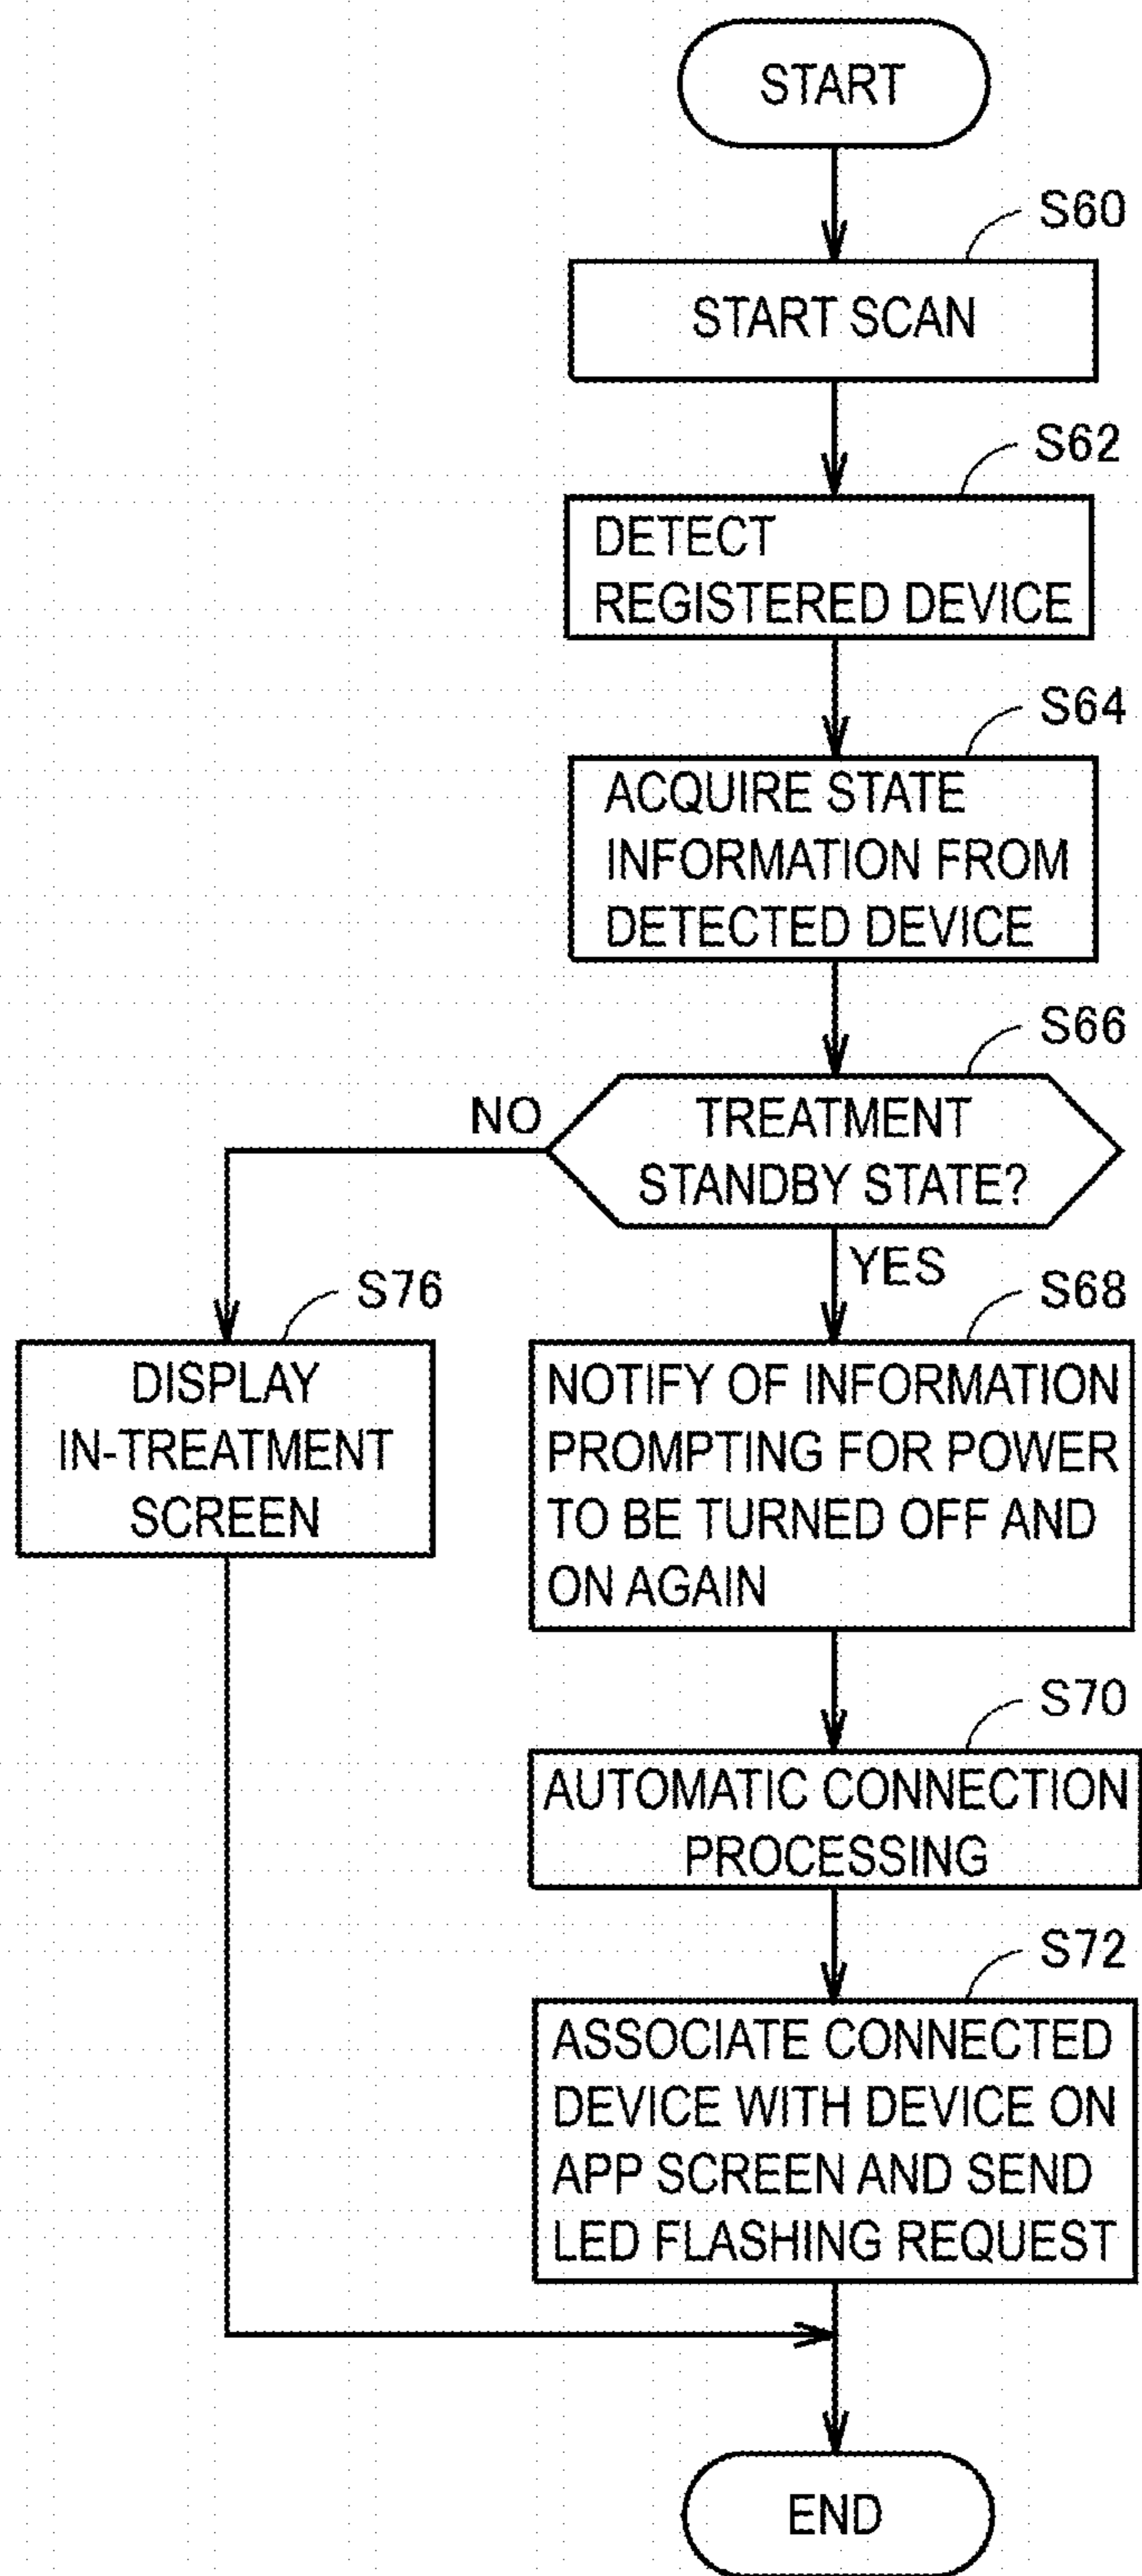 START
S60
START SCAN
S62
DETECT
REGISTERED DEVICE
S64
ACQUIRE STATE
INFORMATION FROM
DETECTED DEVICE
S66
NO
TREATMENT
STANDBY STATE?
YES
S76
DISPLAY
IN-TREATMENT
SCREEN
S68
NOTIFY OF INFORMATION
PROMPTING FOR POWER
TO BE TURNED OFF AND
ON AGAIN
S70
AUTOMATIC CONNECTION
PROCESSING
S72
ASSOCIATE CONNECTED
DEVICE WITH DEVICE ON
APP SCREEN AND SEND
LED FLASHING REQUEST
END